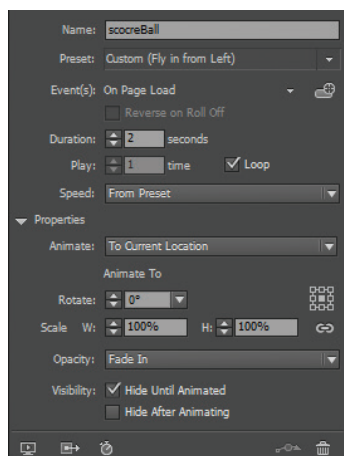 Name: scocreBall
Preset: Custom (Fly in from Left)
Event(s): On Page Load
Reverse on Roll Off
Duration: 2 seconds
Play: 1 time Loop
Speed: From Preset
Properties
Animate: To Current Location
Animate To
Rotate: 0°
Scale W: 100% H: 100%
Opacity: Fade In
Visibility: Hide Until Animated
Hide After Animating